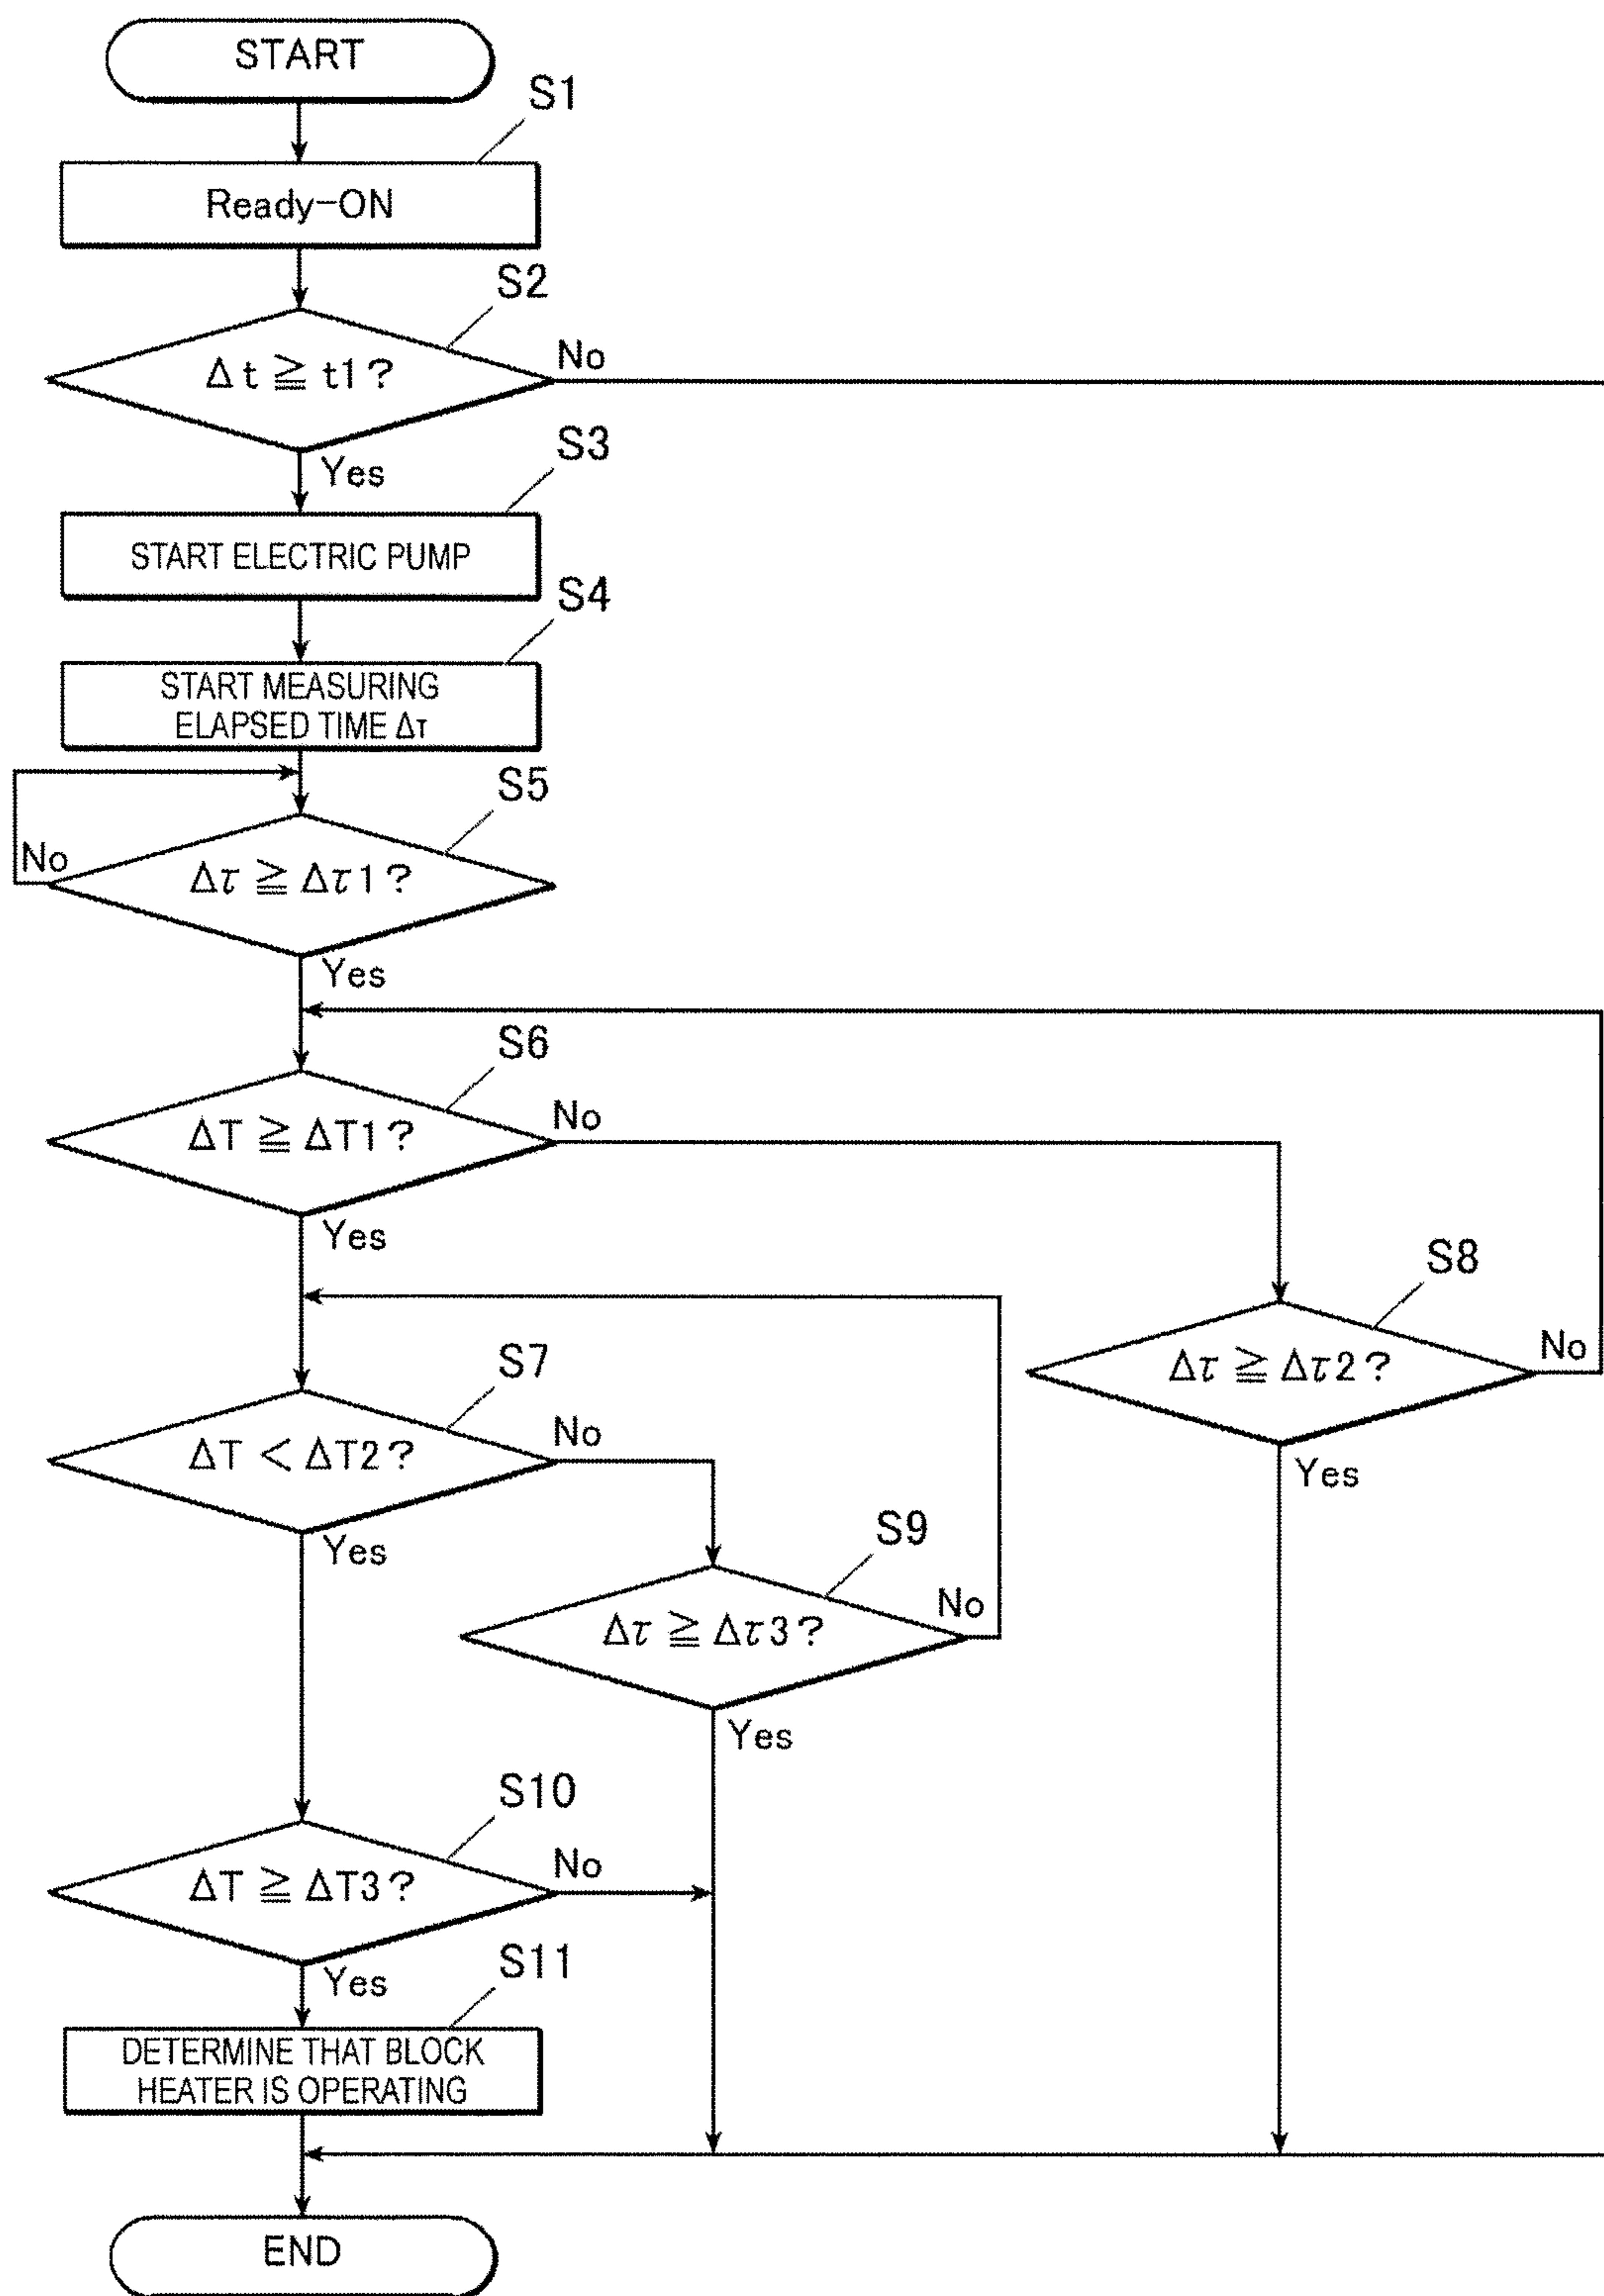 START
S1
Ready-ON
S2
Δt ≧ t1?
No
Yes
S3
START ELECTRIC PUMP
S4
START MEASURING
ELAPSED TIME Δτ
S5
No
Δτ ≧ Δτ1?
Yes
S6
ΔT ≧ ΔT1?
No
Yes
S8
Δτ ≧ Δτ2?
No
Yes
S7
ΔT < ΔT2?
No
Yes
S9
Δτ ≧ Δτ3?
No
Yes
S10
ΔT ≧ ΔT3?
No
Yes
S11
DETERMINE THAT BLOCK
HEATER IS OPERATING
END